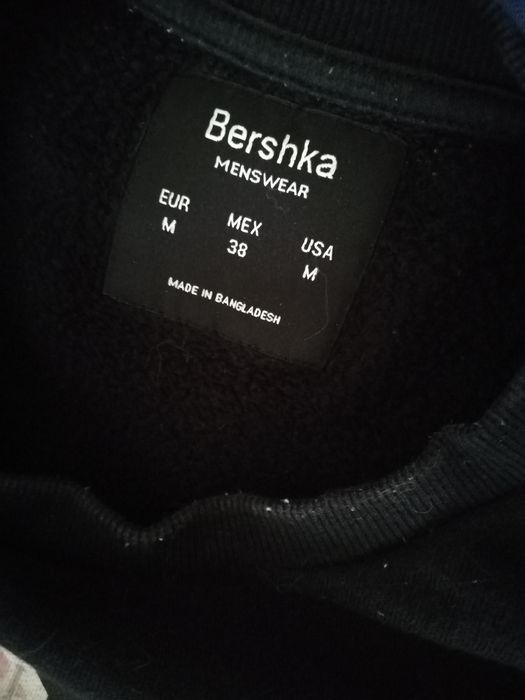 Bershka
MENSWEAR
EUR MEX USA
M 38 M
MADE IN BANGLADESH